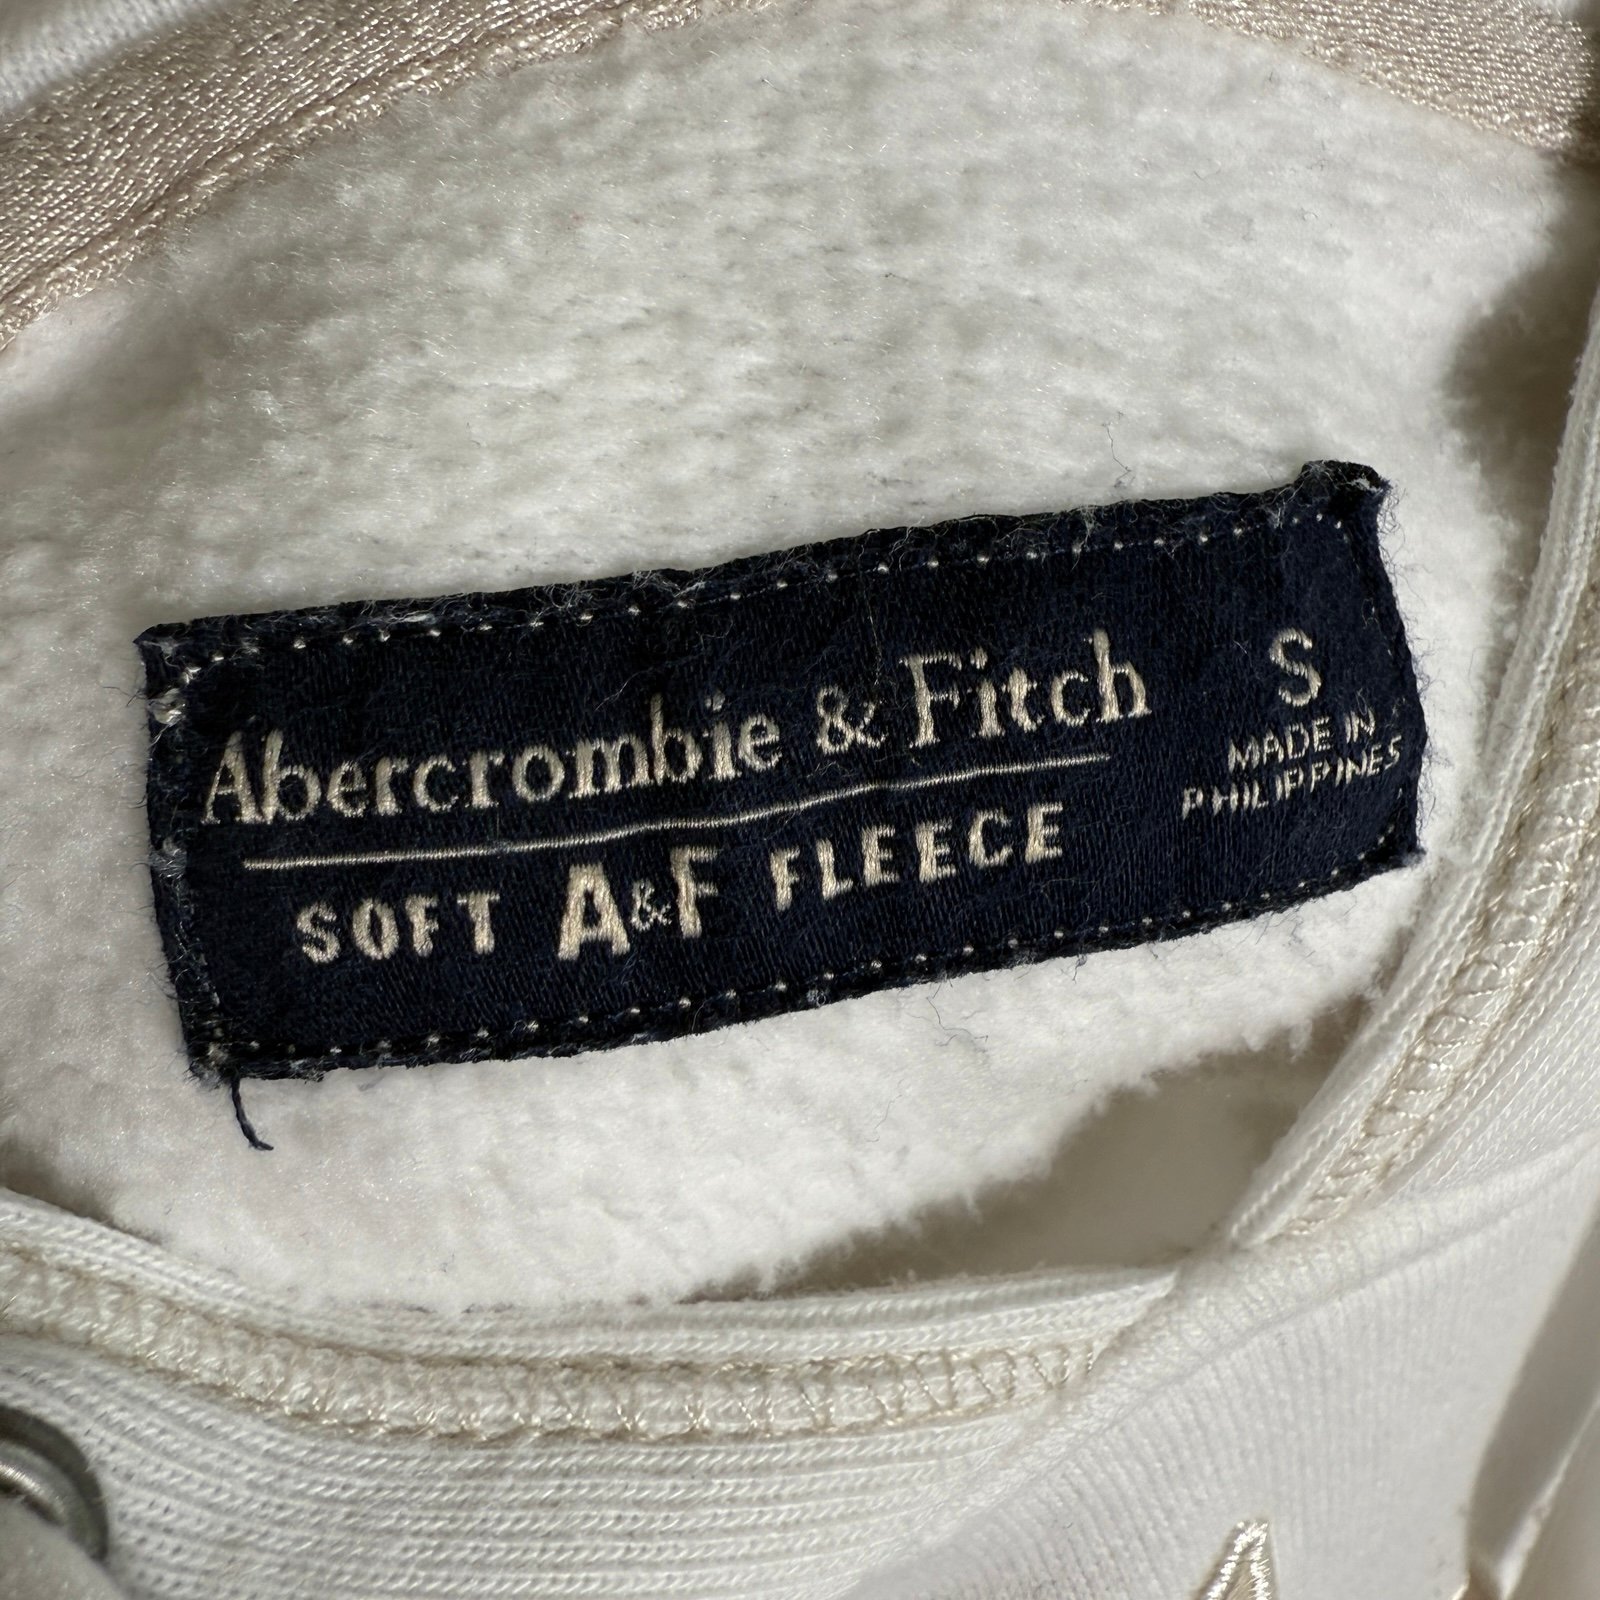 Abercrombie & Fitch
SOFT A&F FLEECE
S
MADE IN
PHILIPPINES